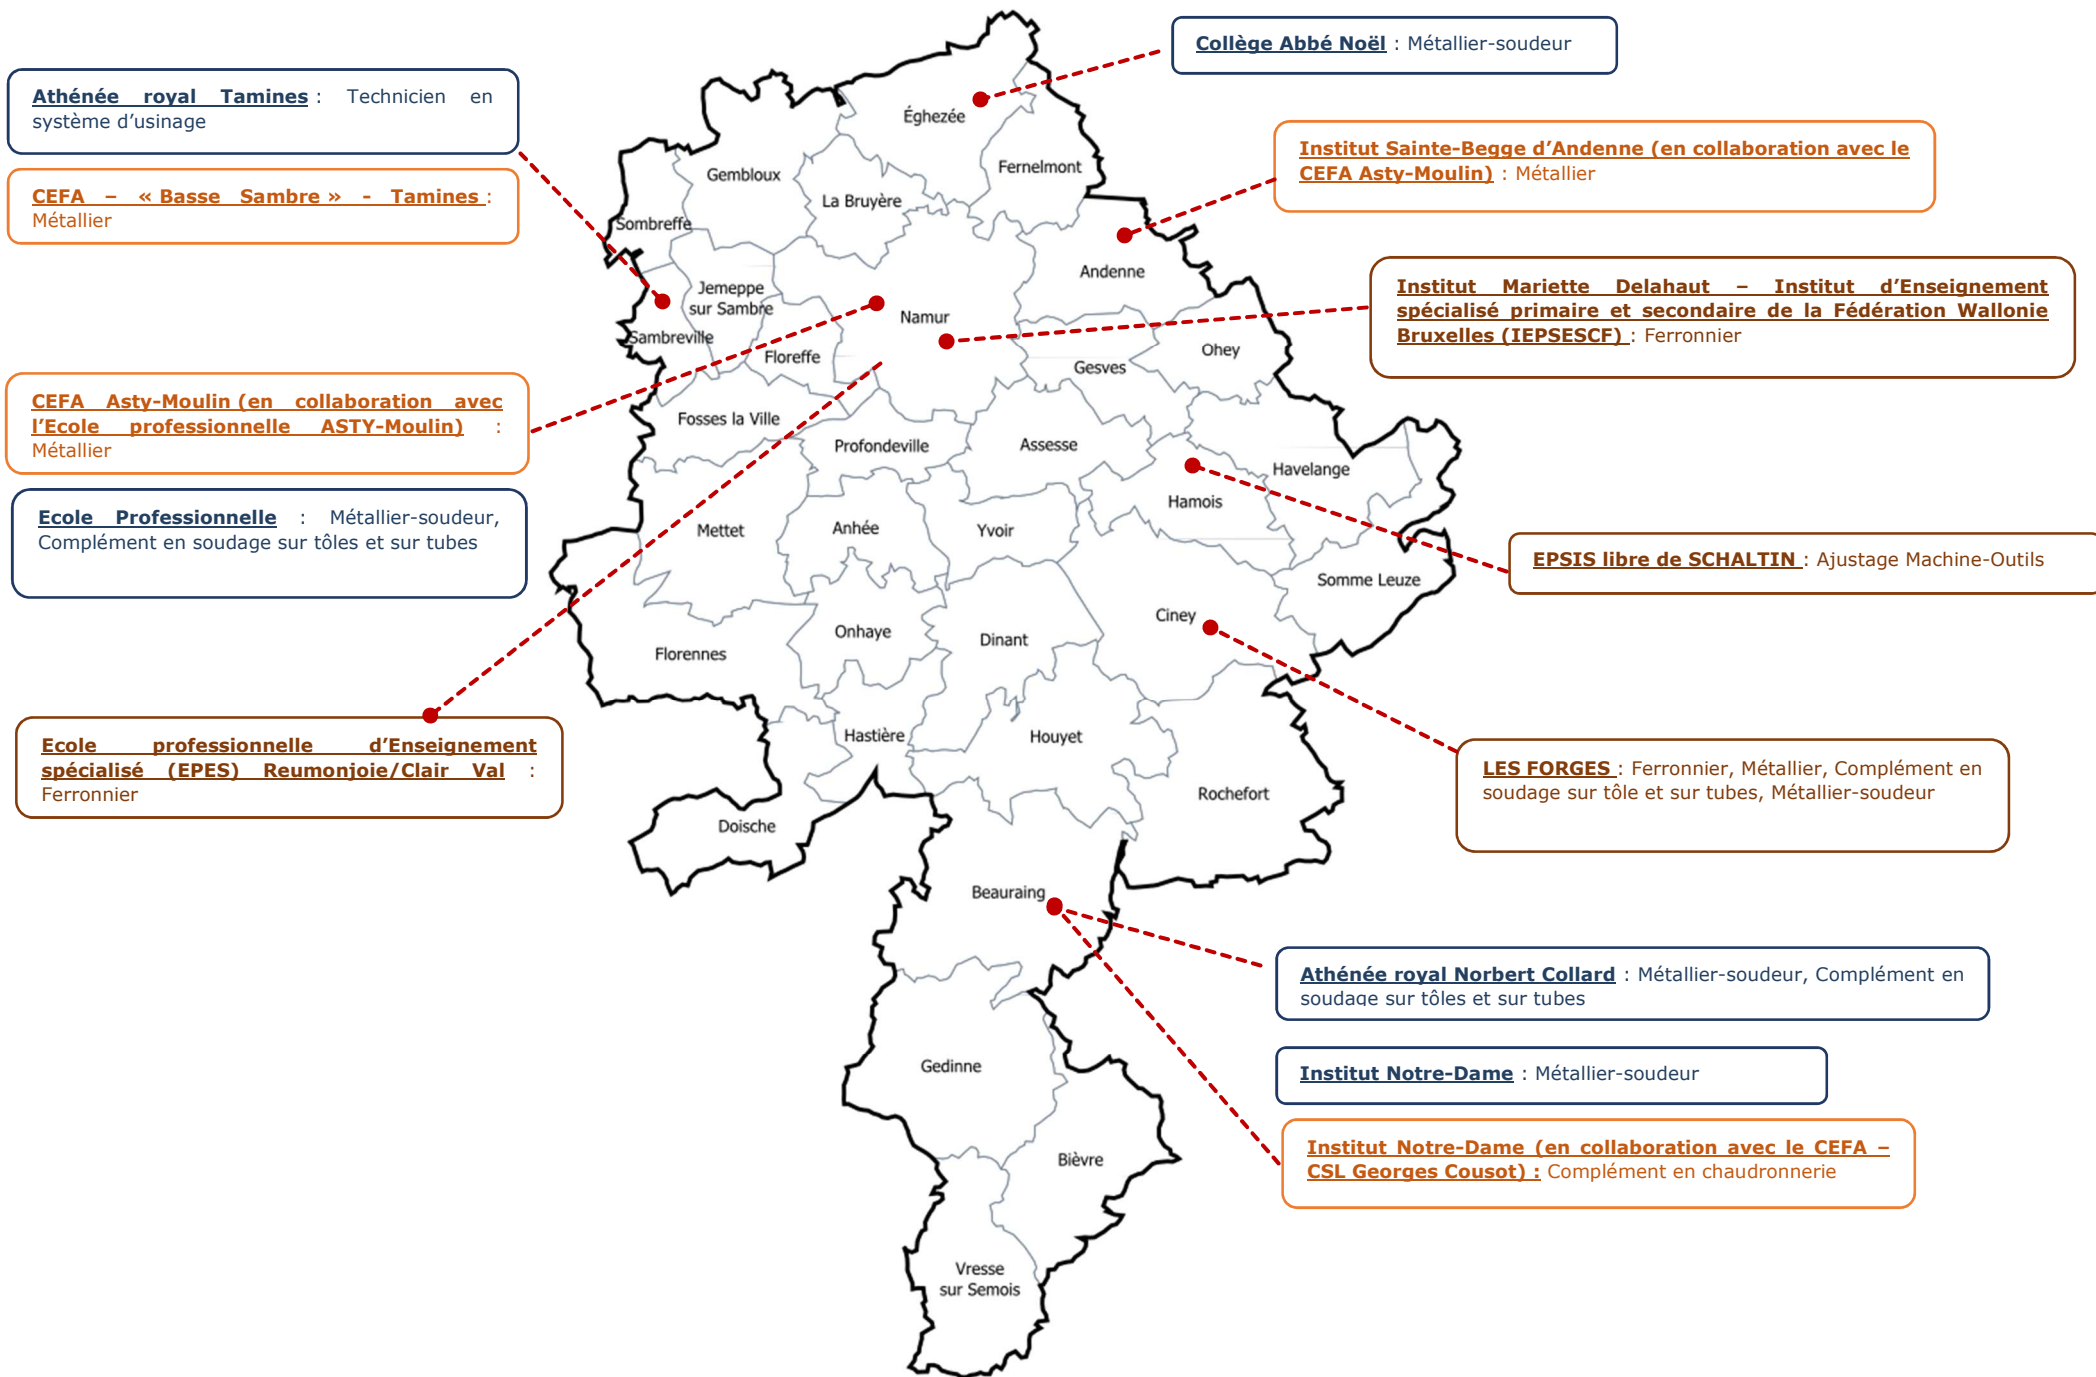 Collège Abbé Noël : Métallier-soudeur
Athénée royal Tamines : Technicien en
système d'usinage
CEFA – « Basse Sambre » - Tamines :
Métallier
Institut Sainte-Begge d'Andenne (en collaboration avec le
CEFA Asty-Moulin) : Métallier
Institut Mariette Delahaut – Institut d'Enseignement
spécialisé primaire et secondaire de la Fédération Wallonie
Bruxelles (IEPSESCF) : Ferronnier
CEFA Asty-Moulin (en collaboration avec
l'Ecole professionnelle ASTY-Moulin) :
Métallier
Ecole Professionnelle : Métallier-soudeur,
Complément en soudage sur tôles et sur tubes
EPSIS libre de SCHALTIN : Ajustage Machine-Outils
Ecole professionnelle d'Enseignement
spécialisé (EPES) Reumonjoie/Clair Val :
Ferronnier
LES FORGES : Ferronnier, Métallier, Complément en
soudage sur tôle et sur tubes, Métallier-soudeur
Athénée royal Norbert Collard : Métallier-soudeur, Complément en
soudage sur tôles et sur tubes
Institut Notre-Dame : Métallier-soudeur
Institut Notre-Dame (en collaboration avec le CEFA –
CSL Georges Cousot) : Complément en chaudronnerie
Éghezée
Fernelmont
Gembloux
La Bruyère
Sombreffe
Andenne
Jemeppe
sur Sambre
Namur
Sambreville
Floreffe
Ohey
Gesves
Fosses la Ville
Profondeville
Assesse
Havelange
Hamois
Mettet
Anhée
Yvoir
Somme Leuze
Ciney
Onhaye
Dinant
Florennes
Hastière
Houyet
Rochefort
Doische
Beauraing
Gedinne
Bièvre
Vresse
sur Semois